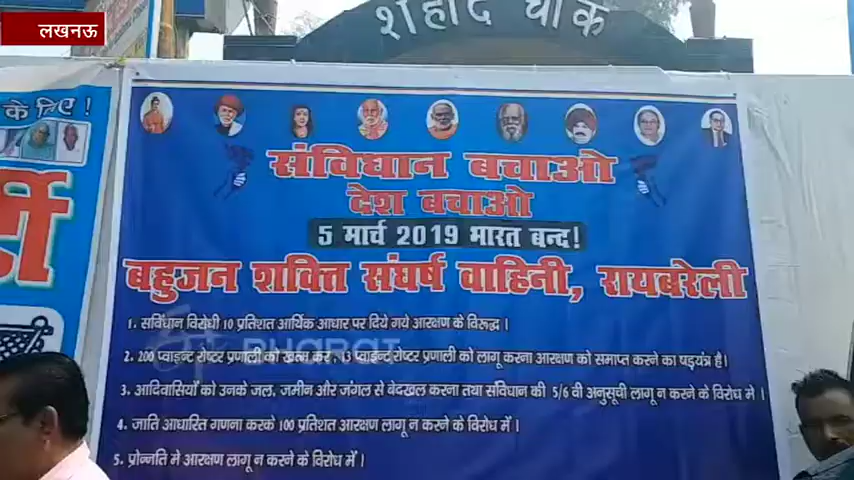 लखनऊ
शहीद चौक
के लिए !
र्टी
संविधान बचाओ
देश बचाओ
5 मार्च 2019 भारत बन्द!
बहुजन शक्ति संघर्ष वाहिनी, रायबरेली
1. सविंधान विरोधी 10 प्रतिशत आर्थिक आधार पर दिये गये आरक्षण के विरूद्ध।
2. 200 प्वाइन्ट रोष्टर प्रणाली को खत्म कर, 13 प्वाइन्ट रोष्टर प्रणाली को लागू करना आरक्षण को समाप्त करने का षड़यंत्र है।
3. आदिवासियों को उनके जल, जमीन और जंगल से बेदखल करना तथा संविधान की 5/6 वी अनुसूची लागू न करने के विरोध मे।
4. जाति आधारित गणना करके 100 प्रतिशत आरक्षण लागू न करने के विरोध में।
5. प्रोन्नति मे आरक्षण लागू न करने के विरोध में।
BHARAT